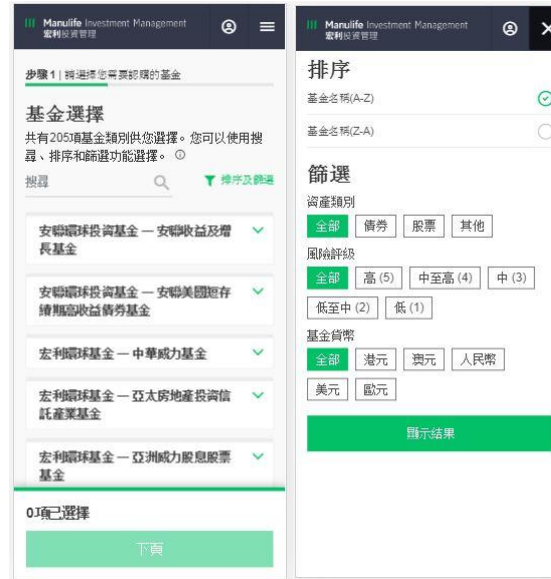 Manulife Investment Management
宏利投資管理
步驟1 | 請選擇您需要認購的基金
基金選擇
共有205項基金類別供您選擇。您可以使用搜
尋、排序和篩選功能選擇。
搜尋
排序及篩選
安聯環球投資基金 — 安聯收益及增
長基金
安聯環球投資基金 — 安聯美國短存
續期高收益債券基金
宏利環球基金 — 中華威力基金
宏利環球基金 — 亞太房地產投資信
託產業基金
宏利環球基金 — 亞洲威力股息股票
基金
0項已選擇
下頁
Manulife Investment Management
宏利投資管理
排序
基金名稱(A-Z)
基金名稱(Z-A)
篩選
資產類別
全部 債券 股票 其他
風險評級
全部 高 (5) 中至高 (4) 中 (3)
低至中 (2) 低 (1)
基金貨幣
全部 港元 澳元 人民幣
美元 歐元
顯示結果